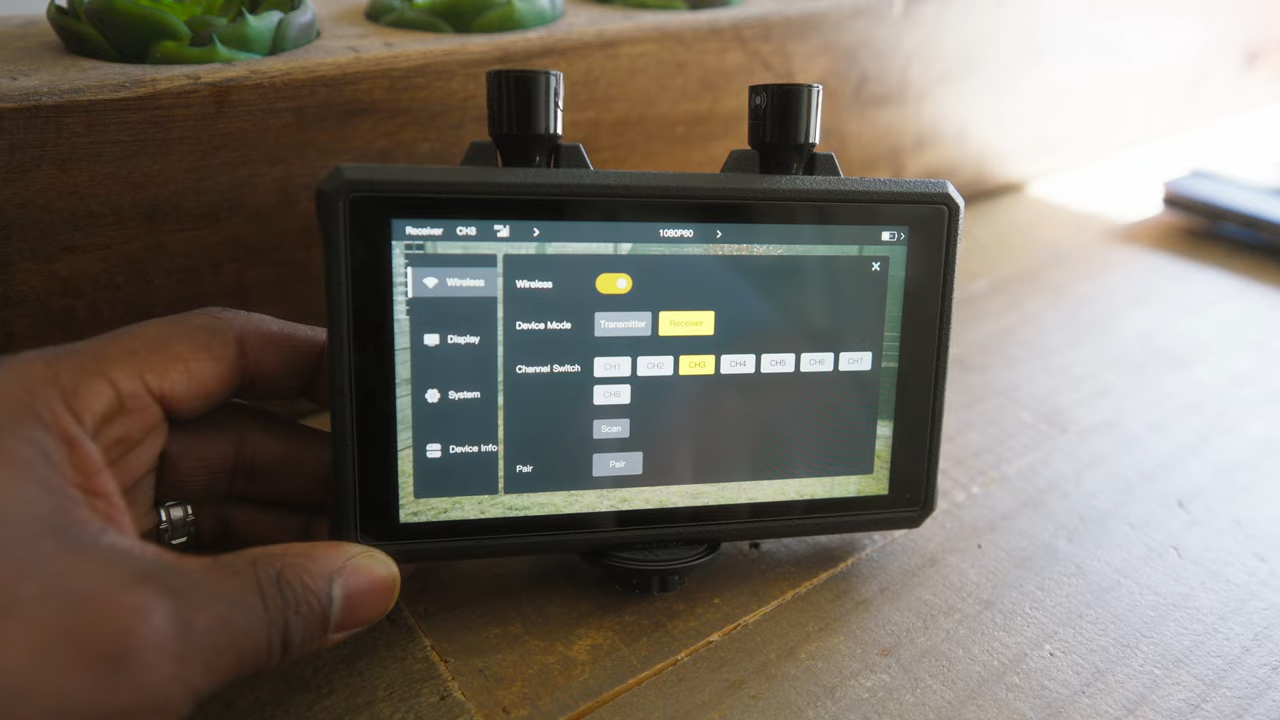 Receiver CH3 > 1080P60 >
Wireless
Display
System
Device Info
Wireless
Device Mode Transmitter Receiver
Channel Switch CH1 CH2 CH3 CH4 CH5 CH6 CH7
CH8
Scan
Pair Pair